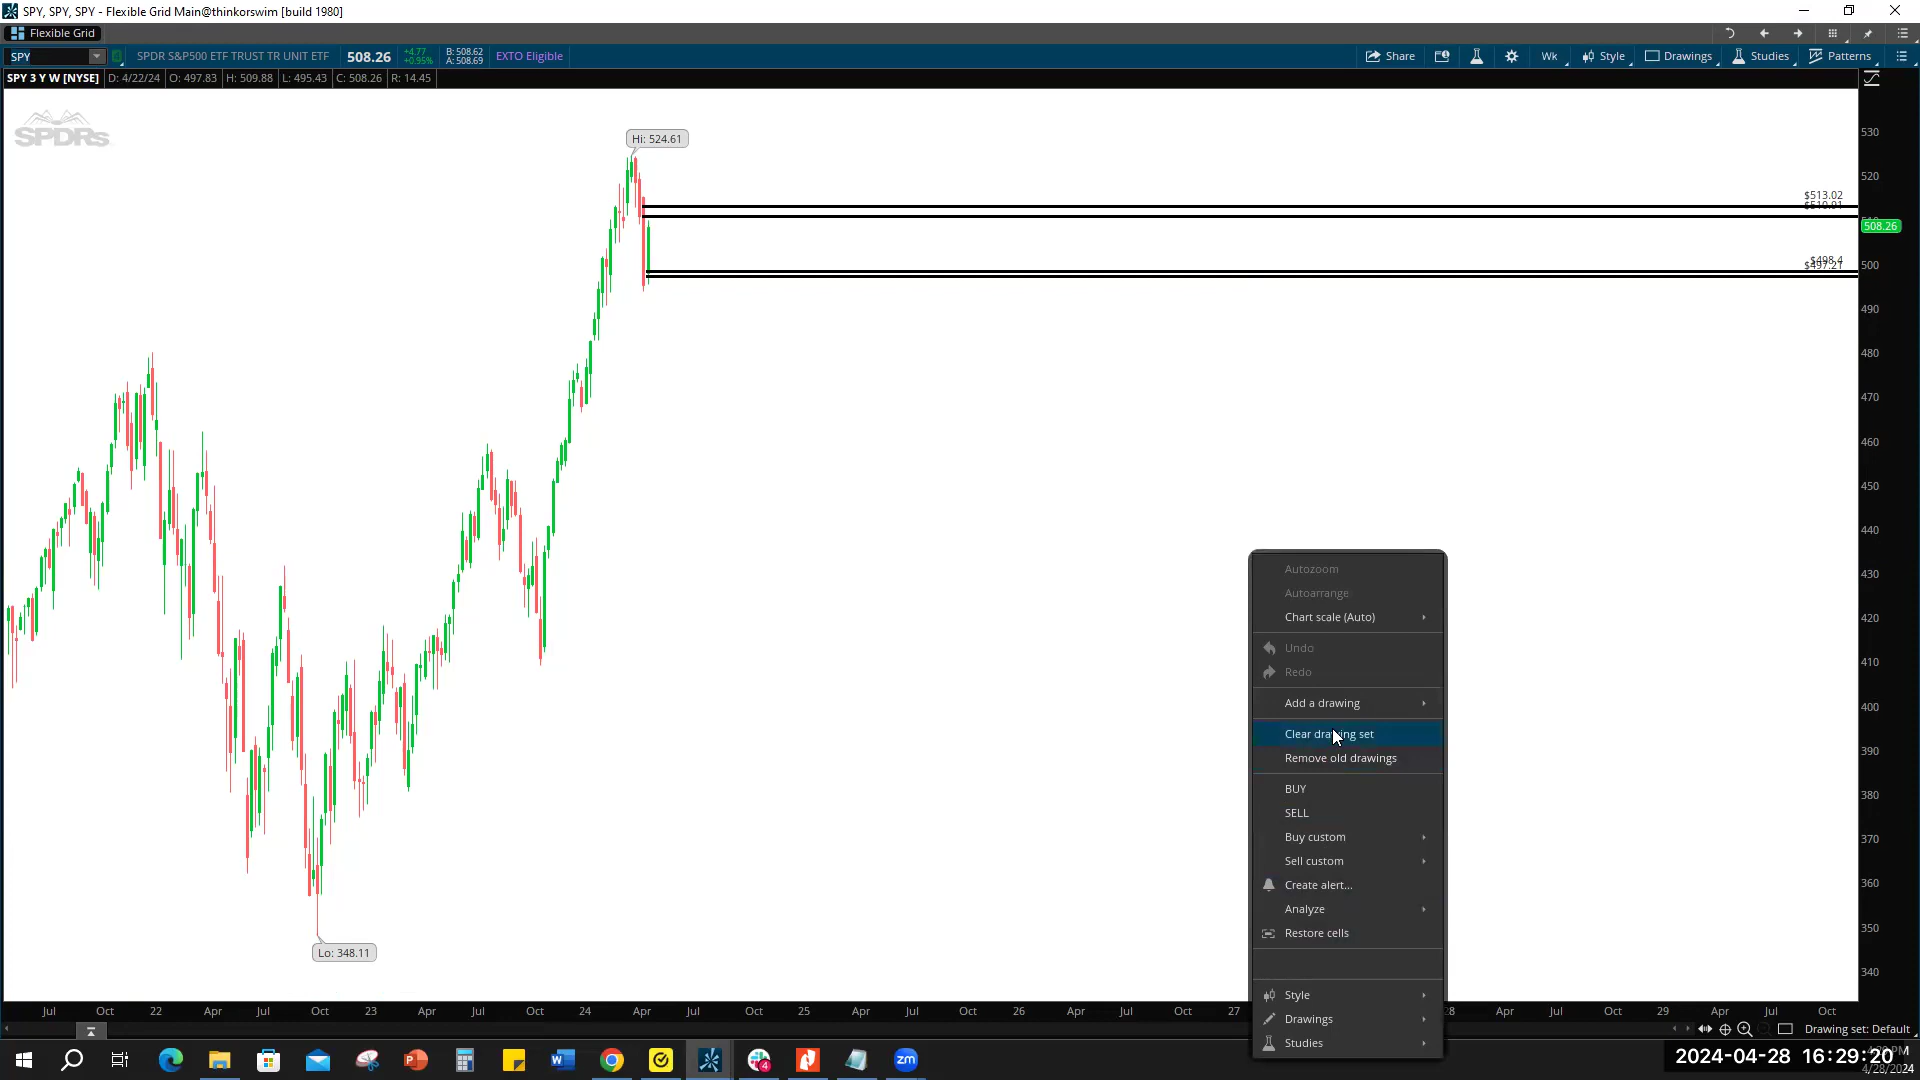 SPY, SPY, SPY - Flexible Grid Main@thinkorswim [build 1980]
Flexible Grid
SPY
SPDR S&P500 ETF TRUST TR UNIT ETF
508.26
+4.77
+0.95%
B: 508.62
A: 508.69
EXTO Eligible
Share
Wk
Style
Drawings
Studies
Patterns
SPY 3 Y W [NYSE]
D: 4/22/24
O: 497.83
H: 509.88
L: 495.43
C: 508.26
R: 14.45
SPDRs
Hi: 524.61
$513.02
$498.4
$497.21
Lo: 348.11
530
520
508.26
500
490
480
470
460
450
440
430
420
410
400
390
380
370
360
350
340
Autozoom
Autoarrange
Chart scale (Auto)
Undo
Redo
Add a drawing
Clear drawing set
Remove old drawings
BUY
SELL
Buy custom
Sell custom
Create alert...
Analyze
Restore cells
Style
Drawings
Studies
Jul Oct 22 Apr Jul Oct 23 Apr Jul Oct 24 Apr Jul Oct 25 Apr Jul Oct 26 Apr Jul Oct 27 28 Apr Jul Oct 29 Apr Jul Oct
Drawing set: Default
4
2024-04-28 16:29:20
4/28/2024